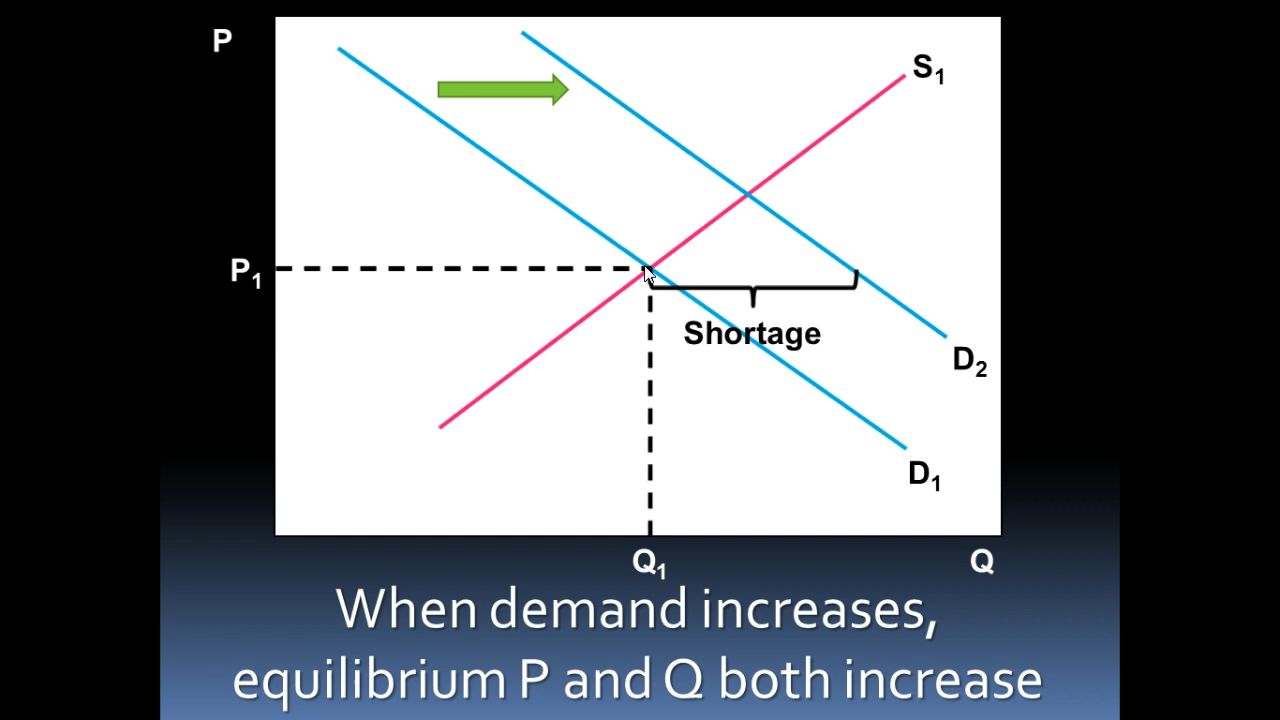 P
S₁
P₁
Shortage
D₂
D₁
Q₁
Q
When demand increases,
equilibrium P and Q both increase